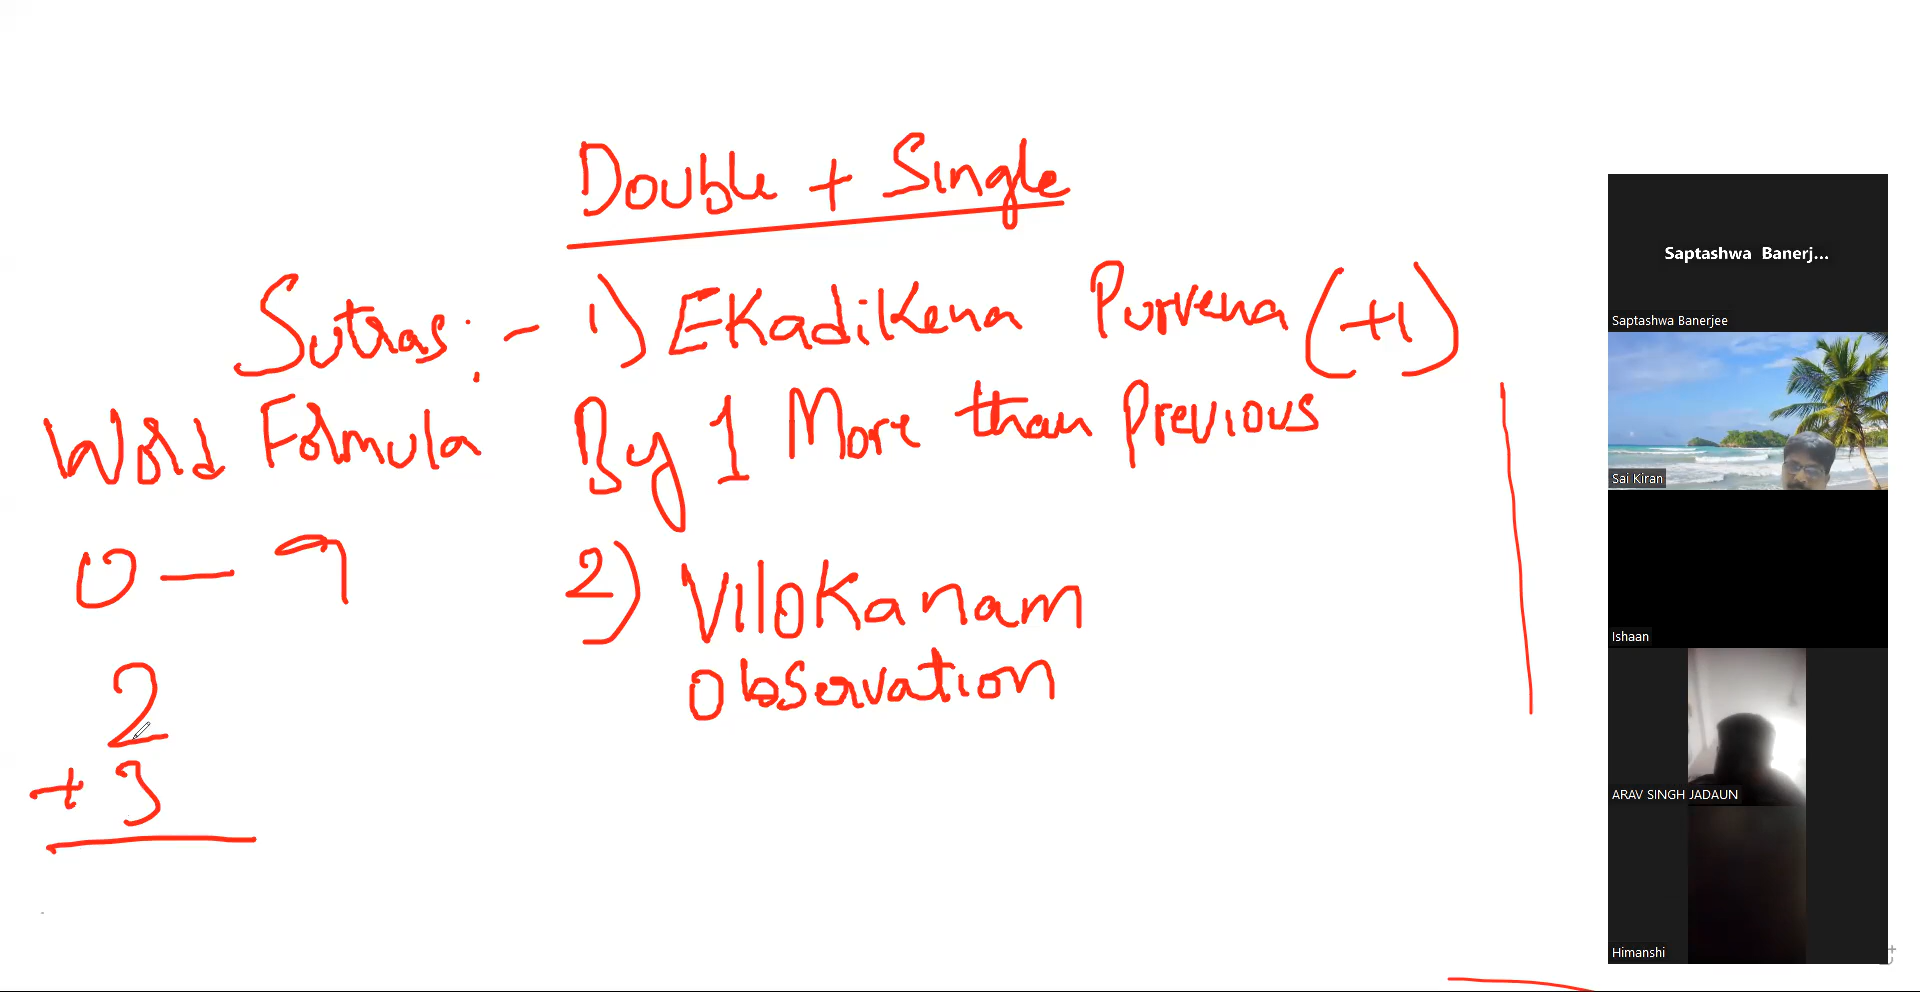 Double + Single
Sutras :- 1) EKadiKena Purvena (+1)
Word Formula By 1 More than Previous
0 — 9
2) VIloKanam
Observation
2
+ 3
Saptashwa Banerj...
Saptashwa Banerjee
Sai Kiran
Ishaan
ARAV SINGH JADAUN
Himanshi